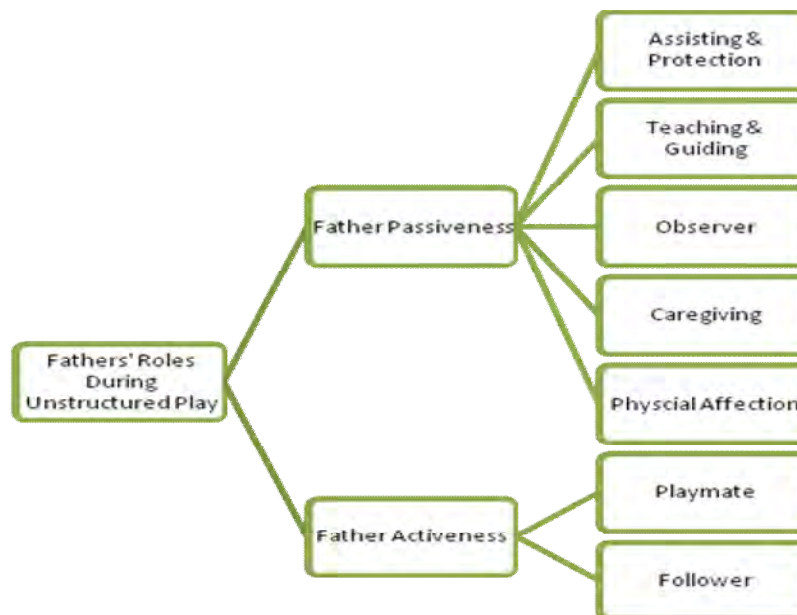 Assisting &
Protection
Teaching &
Guiding
Father Passiveness
Observer
Caregiving
Fathers' Roles
During
Unstructured Play
Physcial Affection
Playmate
Father Activeness
Follower